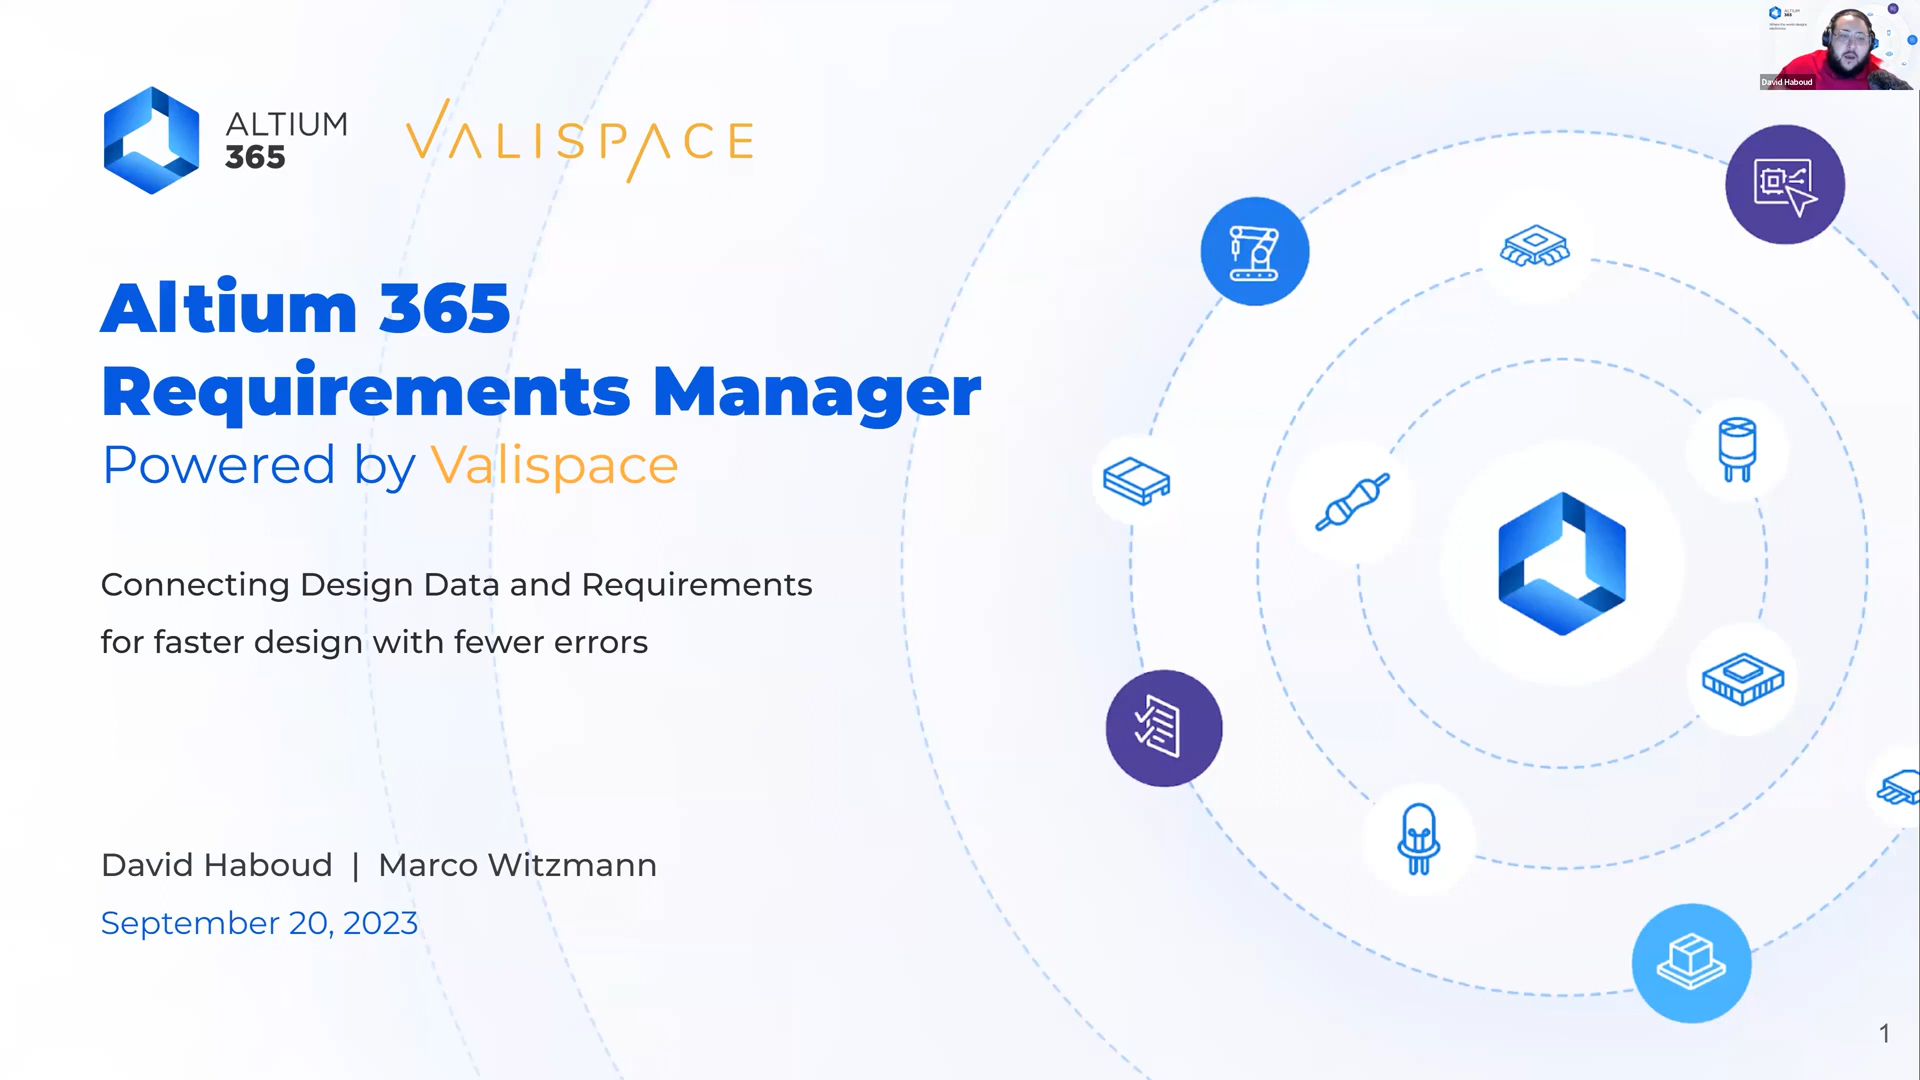 ALTIUM
365
VALISPACE
Altium 365
Requirements Manager
Powered by Valispace
Connecting Design Data and Requirements
for faster design with fewer errors
David Haboud | Marco Witzmann
September 20, 2023
David Haboud
1